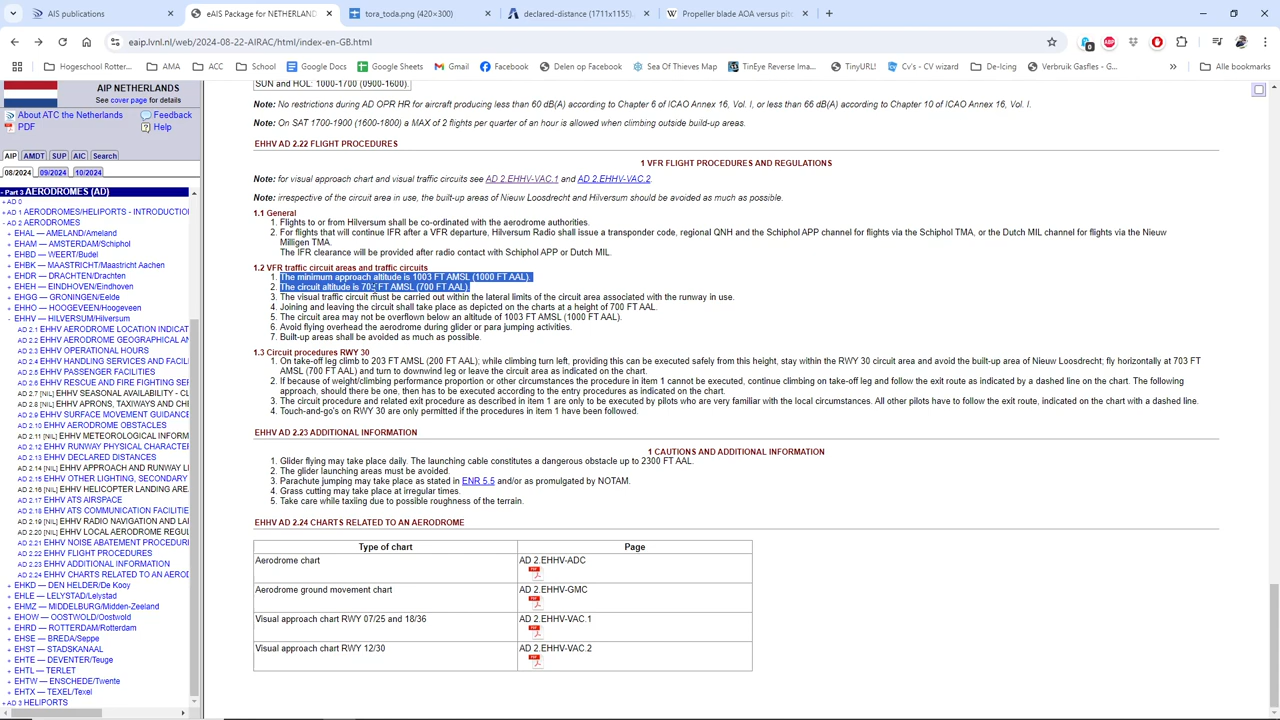 AIS publications
eAIS Package for NETHERLAND
tora_toda.png (420×300)
declared-distance (1711x1155)
Propeller blade AOA versus pitc
eaip.lvnl.nl/web/2024-08-22-AIRAC/html/index-en-GB.html
Hogeschool Rotter...
AMA
ACC
School
Google Docs
Google Sheets
Gmail
Facebook
Delen op Facebook
Sea Of Thieves Map
TinEye Reverse Ima...
TinyURL!
Cv's - CV wizard
De-Icing
Verbruik Gasfles - G...
All bookmarks
AIP NETHERLANDS
See cover page for details
About ATC the Netherlands
Feedback
PDF
Help
AIP AMDT SUP AIC Search
08/2024 09/2024 10/2024
- Part 3 AERODROMES (AD)
+ AD 0
+ AD 1 AERODROMES/HELIPORTS - INTRODUCTIO
- AD 2 AERODROMES
+ EHAL — AMELAND/Ameland
+ EHAM — AMSTERDAM/Schiphol
+ EHBD — WEERT/Budel
+ EHBK — MAASTRICHT/Maastricht Aachen
+ EHDR — DRACHTEN/Drachten
+ EHEH — EINDHOVEN/Eindhoven
+ EHGG — GRONINGEN/Eelde
+ EHHO — HOOGEVEEN/Hoogeveen
- EHHV — HILVERSUM/Hilversum
AD 2.1 EHHV AERODROME LOCATION INDICAT
AD 2.2 EHHV AERODROME GEOGRAPHICAL AN
AD 2.3 EHHV OPERATIONAL HOURS
AD 2.4 EHHV HANDLING SERVICES AND FACILI
AD 2.5 EHHV PASSENGER FACILITIES
AD 2.6 EHHV RESCUE AND FIRE FIGHTING SER
AD 2.7 [NIL] EHHV SEASONAL AVAILABILITY - CL
AD 2.8 [NIL] EHHV APRONS, TAXIWAYS AND CH
AD 2.9 EHHV SURFACE MOVEMENT GUIDANCE
AD 2.10 EHHV AERODROME OBSTACLES
AD 2.11 [NIL] EHHV METEOROLOGICAL INFORM
AD 2.12 EHHV RUNWAY PHYSICAL CHARACTER
AD 2.13 EHHV DECLARED DISTANCES
AD 2.14 [NIL] EHHV APPROACH AND RUNWAY LI
AD 2.15 EHHV OTHER LIGHTING, SECONDARY
AD 2.16 [NIL] EHHV HELICOPTER LANDING ARE
AD 2.17 EHHV ATS AIRSPACE
AD 2.18 EHHV ATS COMMUNICATION FACILITIE
AD 2.19 [NIL] EHHV RADIO NAVIGATION AND LA
AD 2.20 [NIL] EHHV LOCAL AERODROME REGUL
AD 2.21 EHHV NOISE ABATEMENT PROCEDURI
AD 2.22 EHHV FLIGHT PROCEDURES
AD 2.23 EHHV ADDITIONAL INFORMATION
AD 2.24 EHHV CHARTS RELATED TO AN AEROD
+ EHKD — DEN HELDER/De Kooy
+ EHLE — LELYSTAD/Lelystad
+ EHMZ — MIDDELBURG/Midden-Zeeland
+ EHOW — OOSTWOLD/Oostwold
+ EHRD — ROTTERDAM/Rotterdam
+ EHSE — BREDA/Seppe
+ EHST — STADSKANAAL
+ EHTE — DEVENTER/Teuge
+ EHTL — TERLET
+ EHTW — ENSCHEDE/Twente
+ EHTX — TEXEL/Texel
+ AD 3 HELIPORTS
SUN and HOL: 1000-1700 (0900-1600)
Note: No restrictions during AD OPR HR for aircraft producing less than 60 dB(A) according to Chapter 6 of ICAO Annex 16, Vol. I, or less than 66 dB(A) according to Chapter 10 of ICAO Annex 16, Vol. I.
Note: On SAT 1700-1900 (1600-1800) a MAX of 2 flights per quarter of an hour is allowed when climbing outside build-up areas.
EHHV AD 2.22 FLIGHT PROCEDURES
1 VFR FLIGHT PROCEDURES AND REGULATIONS
Note: for visual approach chart and visual traffic circuits see AD 2.EHHV-VAC.1 and AD 2.EHHV-VAC.2.
Note: irrespective of the circuit area in use, the built-up areas of Nieuw Loosdrecht and Hilversum should be avoided as much as possible.
1.1 General
1. Flights to or from Hilversum shall be co-ordinated with the aerodrome authorities.
2. For flights that will continue IFR after a VFR departure, Hilversum Radio shall issue a transponder code, regional QNH and the Schiphol APP channel for flights via the Schiphol TMA, or the Dutch MIL channel for flights via the Nieuw
Milligen TMA.
The IFR clearance will be provided after radio contact with Schiphol APP or Dutch MIL.
1.2 VFR traffic circuit areas and traffic circuits
1. The minimum approach altitude is 1003 FT AMSL (1000 FT AAL).
2. The circuit altitude is 703 FT AMSL (700 FT AAL).
3. The visual traffic circuit must be carried out within the lateral limits of the circuit area associated with the runway in use.
4. Joining and leaving the circuit shall take place as depicted on the charts at a height of 700 FT AAL.
5. The circuit area may not be overflown below an altitude of 1003 FT AMSL (1000 FT AAL).
6. Avoid flying overhead the aerodrome during glider or para jumping activities.
7. Built-up areas shall be avoided as much as possible.
1.3 Circuit procedures RWY 30
1. On take-off leg climb to 203 FT AMSL (200 FT AAL); while climbing turn left, providing this can be executed safely, from this height, stay within the RWY 30 circuit area and avoid the built-up area of Nieuw Loosdrecht; fly horizontally at 703 FT
AMSL (700 FT AAL) and turn to downwind leg or leave the circuit area as indicated on the chart.
2. If because of weight/climbing performance proportion or other circumstances the procedure in item 1 cannot be executed, continue climbing on take-off leg and follow the exit route as indicated by a dashed line on the chart. The following
approach, should there be one, then has to be executed according to the entry procedures as indicated on the chart.
3. The circuit procedure and related exit procedure as described in item 1 are only to be executed by pilots who are very familiar with the local circumstances. All other pilots have to follow the exit route, indicated on the chart with a dashed line.
4. Touch-and-go's on RWY 30 are only permitted if the procedures in item 1 have been followed.
EHHV AD 2.23 ADDITIONAL INFORMATION
1 CAUTIONS AND ADDITIONAL INFORMATION
1. Glider flying may take place daily. The launching cable constitutes a dangerous obstacle up to 2300 FT AAL.
2. The glider launching areas must be avoided.
3. Parachute jumping may take place as stated in ENR 5.5 and/or as promulgated by NOTAM.
4. Grass cutting may take place at irregular times.
5. Take care while taxiing due to possible roughness of the terrain.
EHHV AD 2.24 CHARTS RELATED TO AN AERODROME
Type of chart Page
Aerodrome chart AD 2.EHHV-ADC
Aerodrome ground movement chart AD 2.EHHV-GMC
Visual approach chart RWY 07/25 and 18/36 AD 2.EHHV-VAC.1
Visual approach chart RWY 12/30 AD 2.EHHV-VAC.2